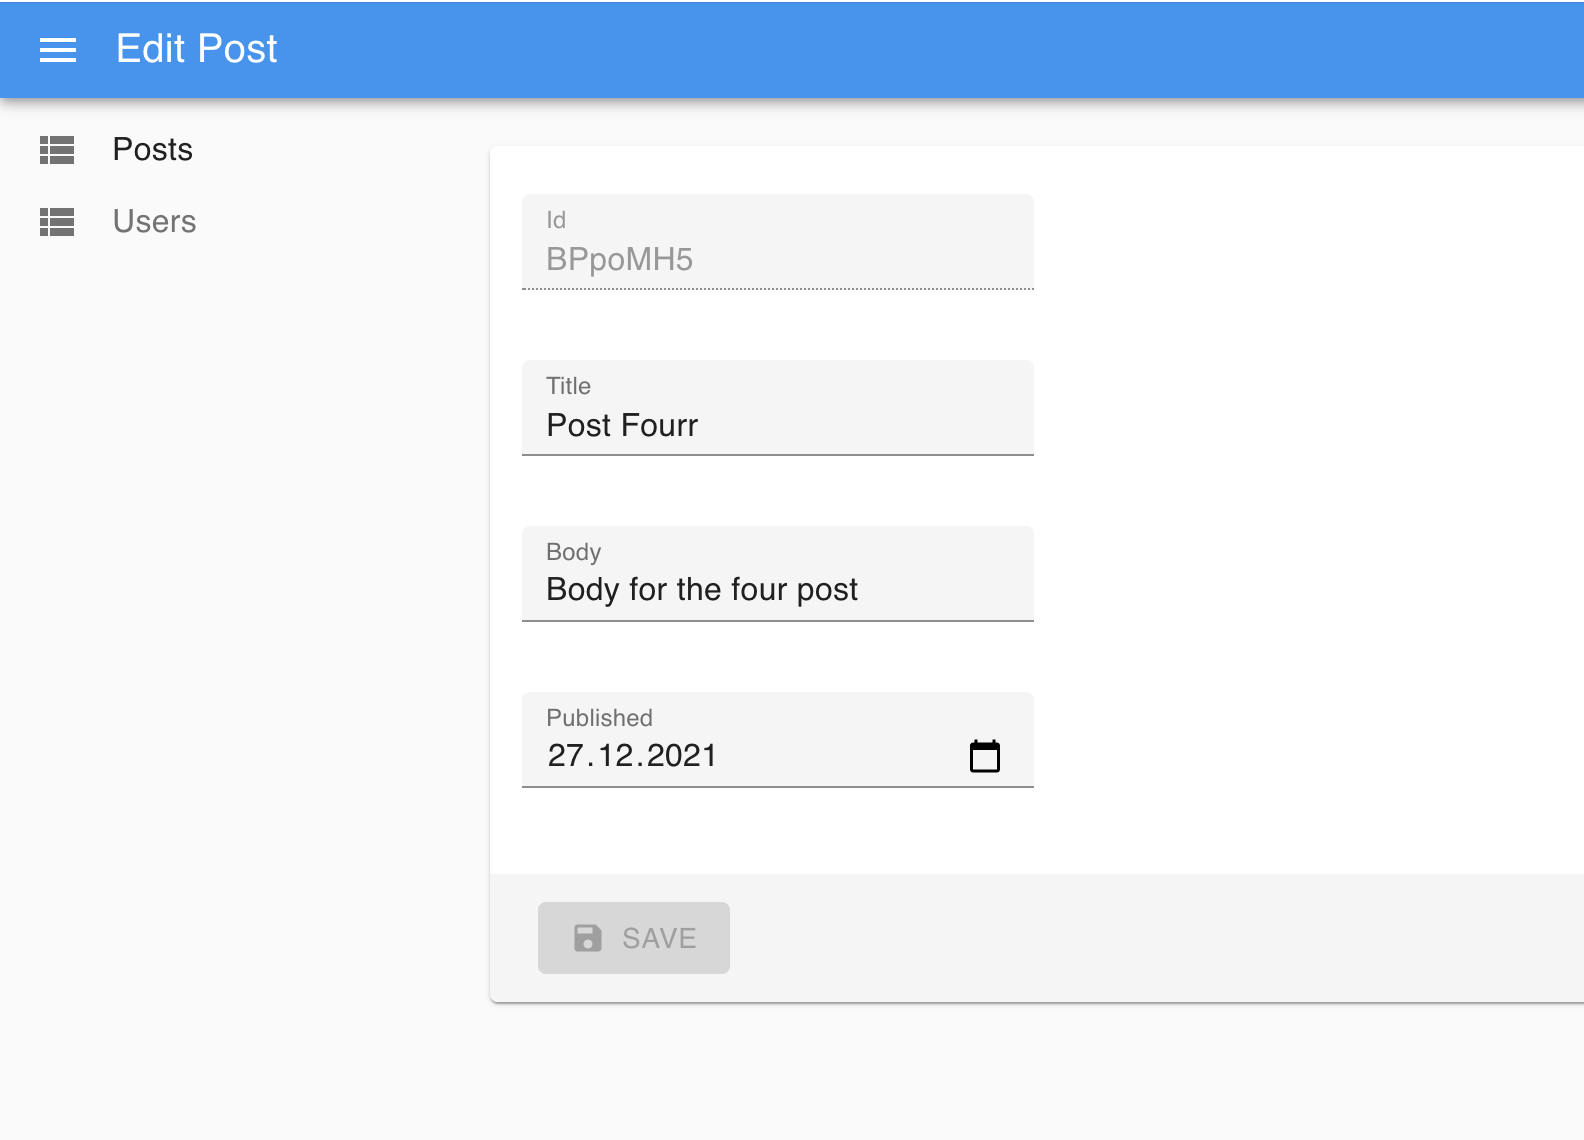 Edit Post
Posts
Users
Id
BPpoMH5
Title
Post Fourr
Body
Body for the four post
Published
27.12.2021
SAVE